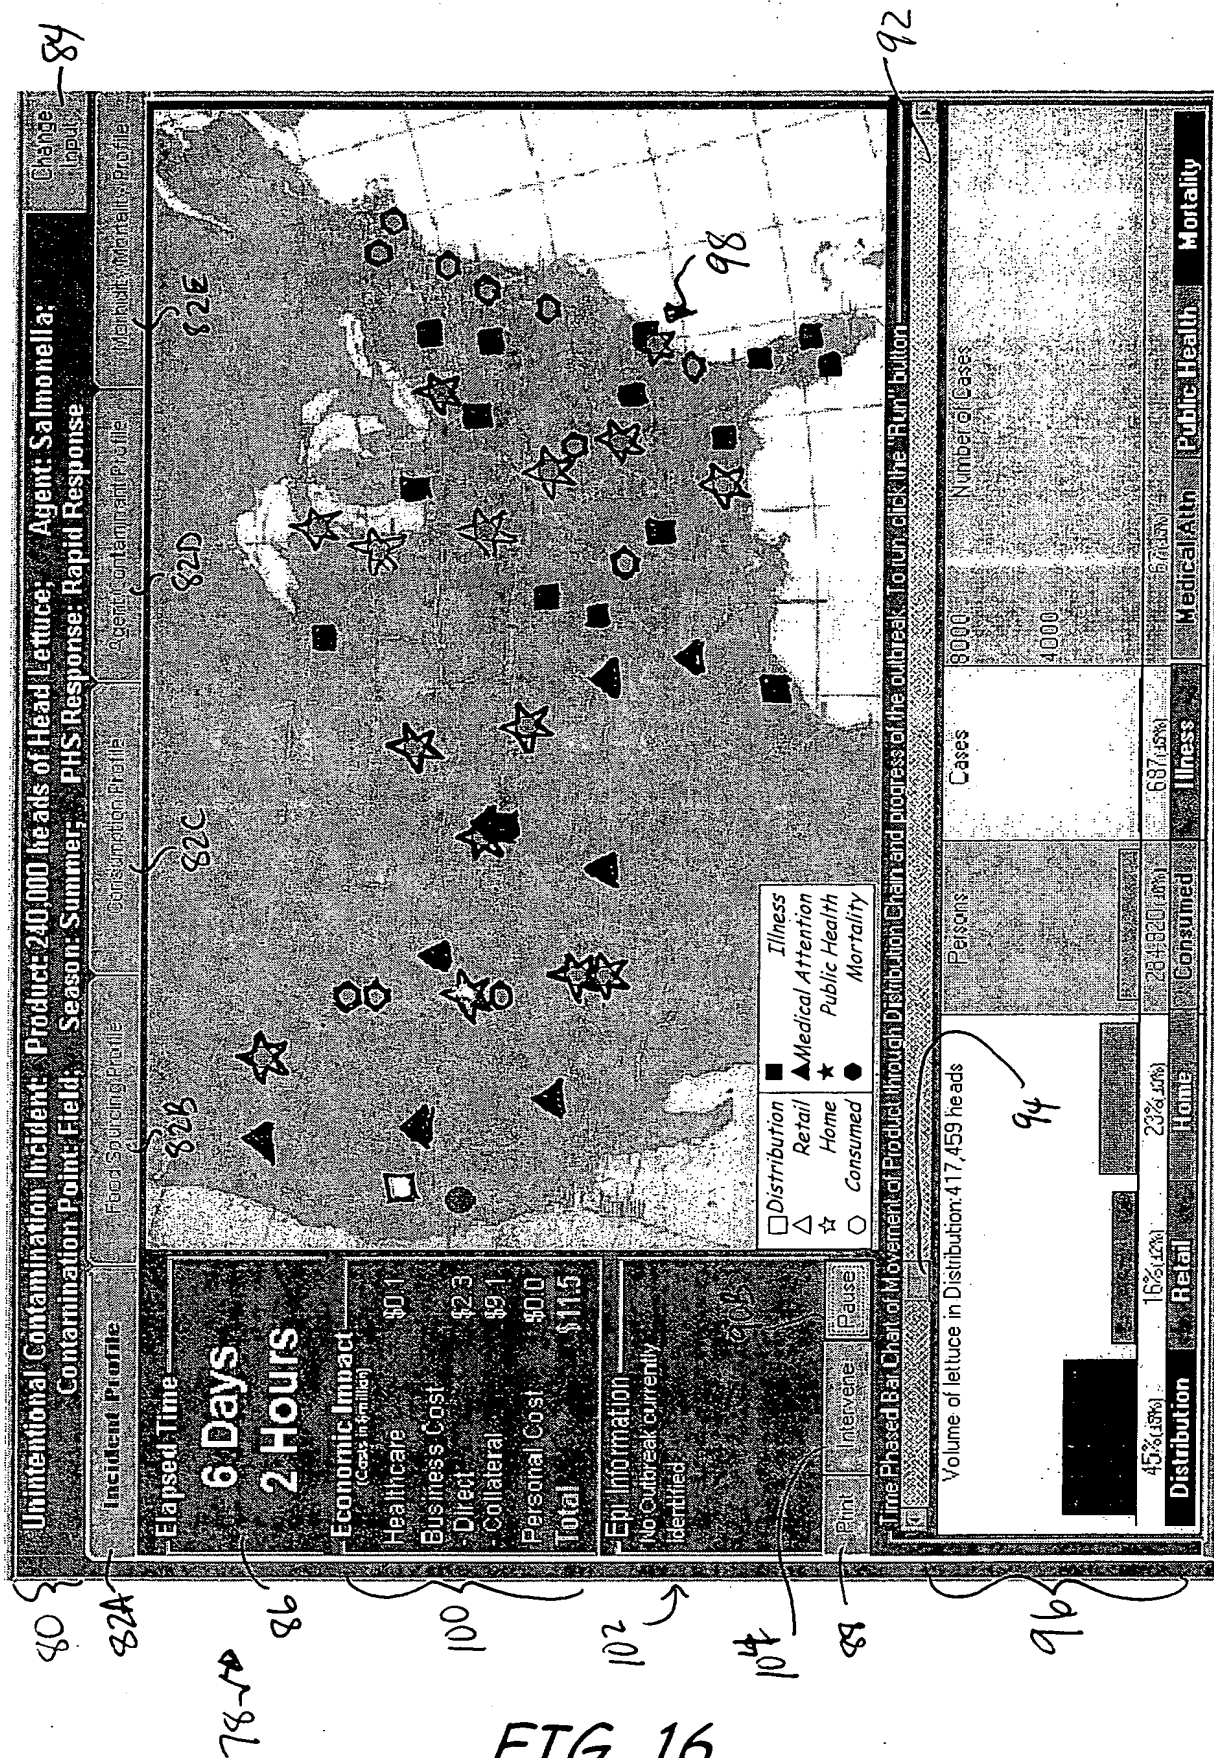 Unintentional Contamination Incident: Product: 240,000 heads of Head Lettuce; Agent: Salmonella;
Contamination Point: Field; Season: Summer; PHS Response: Rapid Response
Change
Input
80
84
Incident Profile
Food Sourcing Profile
Consumption Profile
Agent/Contaminant Profile
Morbidity/Mortality Profile
82A
82B
82C
82D
82E
78
Elapsed Time
6 Days
2 Hours
86
Economic Impact
(Costs in $million)
Healthcare $0.1
Business Cost
- Direct $2.3
- Collateral $9.1
Personal Cost $0.0
Total $11.5
100
Epi Information
No Outbreak currently
identified
102
104
Print
Intervene
Pause
88
98
□ Distribution ■ Illness
△ Retail ▲ Medical Attention
☆ Home ★ Public Health
○ Consumed ● Mortality
Time Phased Bar Chart of Movement of Product through Distribution Chain and progress of the outbreak. To run, click the 'Run' button
92
Volume of lettuce in Distribution: 417,459 heads
Persons
Cases
Number of Cases
8000
4000
94
96
45%
16%
23%
687
Distribution
Retail
Home
Consumed
Illness
Medical Attn
Public Health
Mortality
FIG. 16